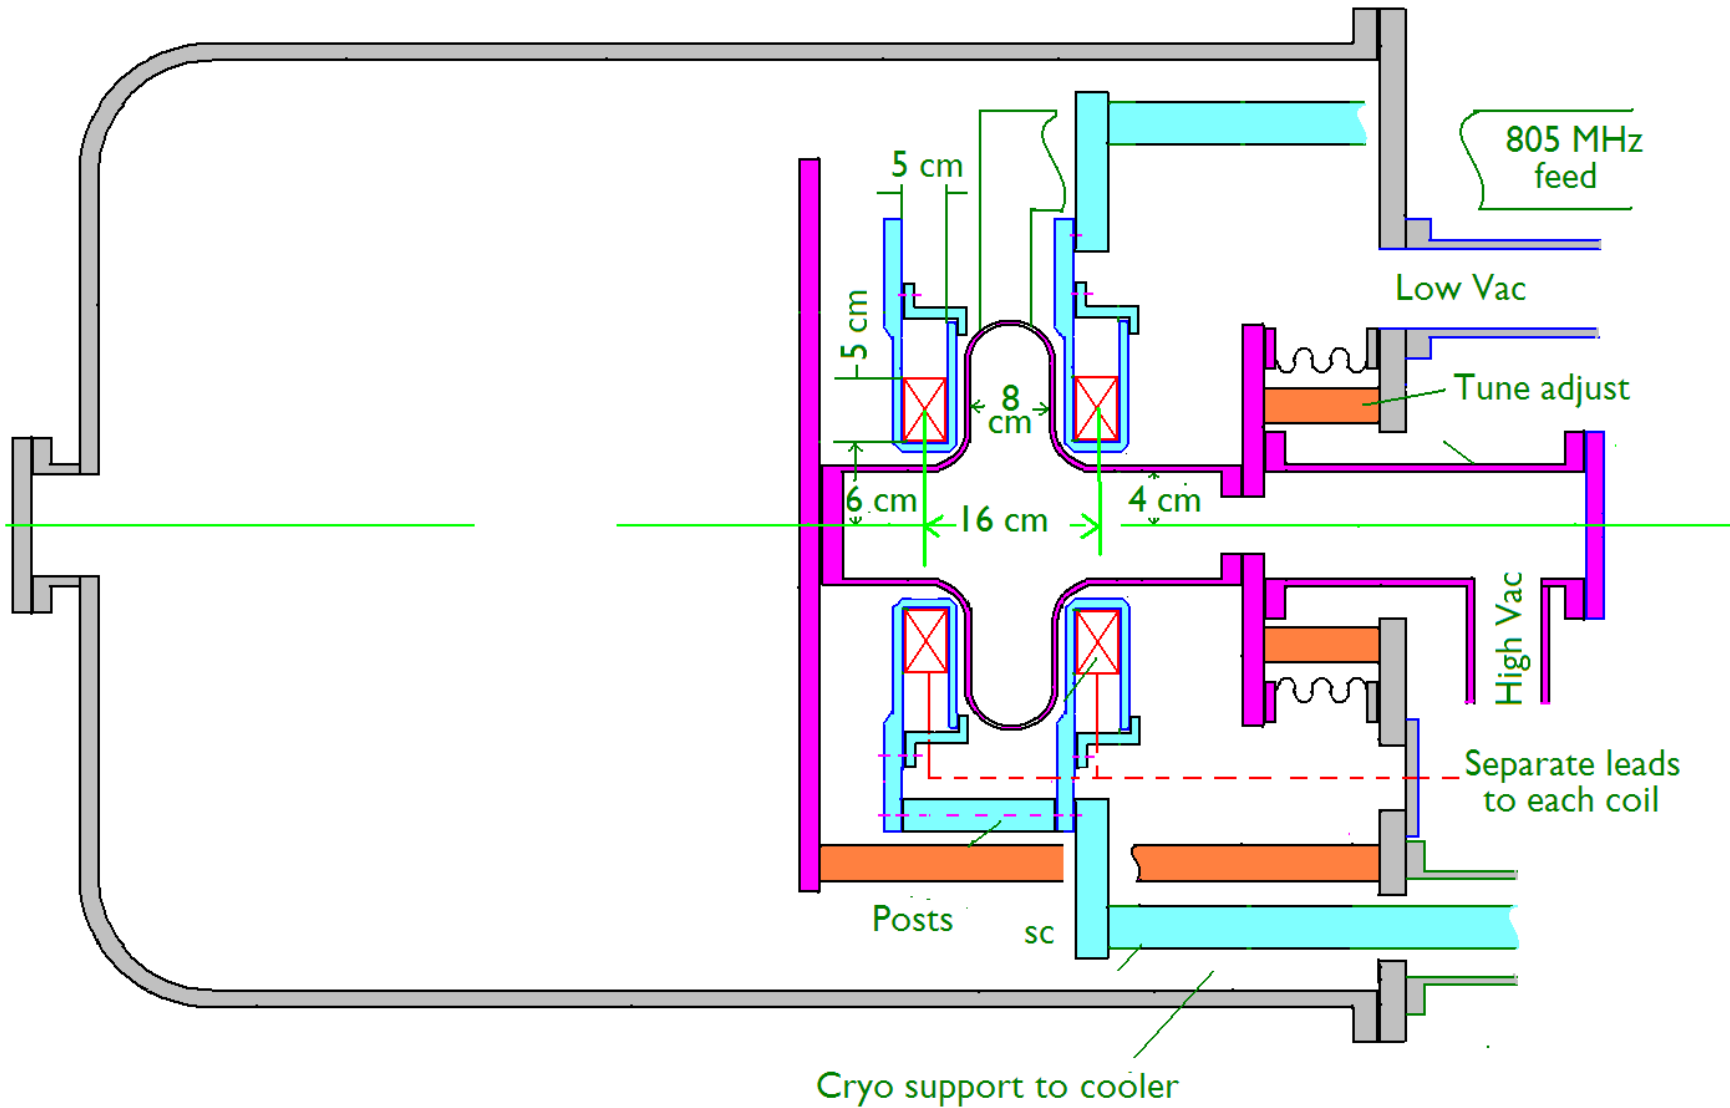 805 MHz
feed
5 cm
Low Vac
5 cm
8
cm
Tune adjust
6 cm
16 cm
4 cm
High Vac
Separate leads
to each coil
Posts
sc
Cryo support to cooler